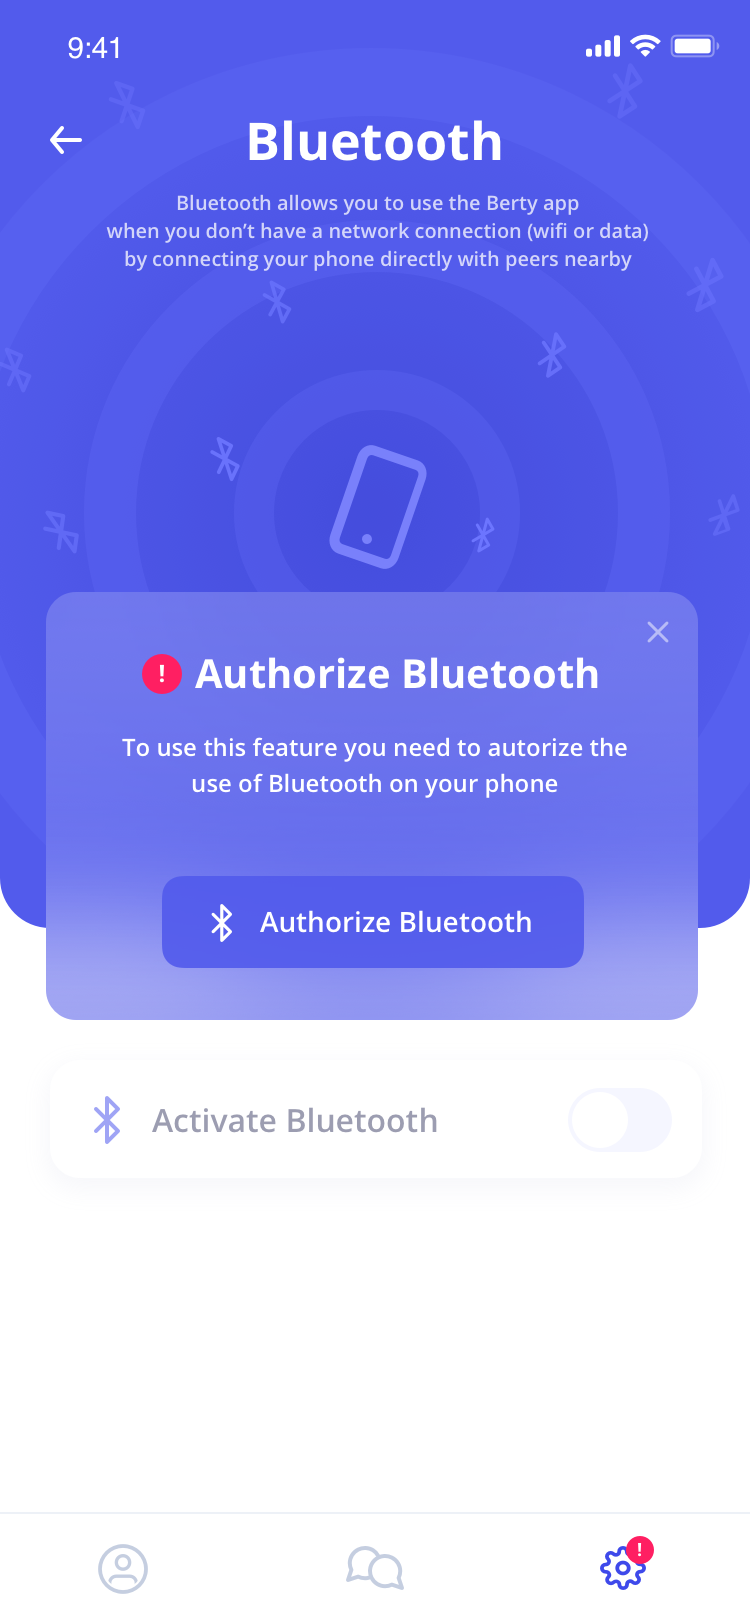 9:41
Bluetooth
Bluetooth allows you to use the Berty app
when you don’t have a network connection (wifi or data)
by connecting your phone directly with peers nearby
! Authorize Bluetooth
To use this feature you need to autorize the
use of Bluetooth on your phone
Authorize Bluetooth
Activate Bluetooth
!